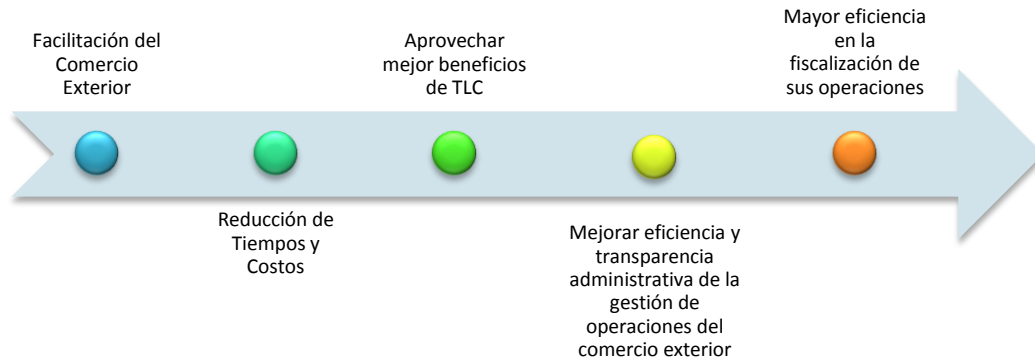 Facilitación del
Comercio
Exterior
Reducción de
Tiempos y
Costos
Aprovechar
mejor beneficios
de TLC
Mejorar eficiencia y
transparencia
administrativa de la
gestión de
operaciones del
comercio exterior
Mayor eficiencia
en la
fiscalización de
sus operaciones